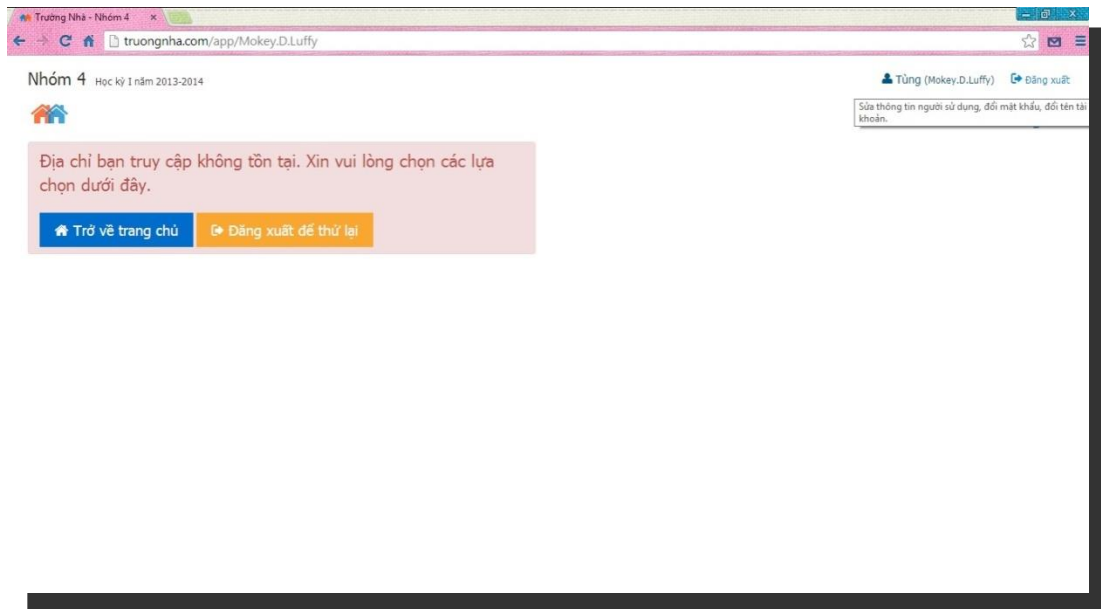 Trường Nhà - Nhóm 4
truongnha.com/app/Mokey.D.Luffy
Nhóm 4 Học kỳ I năm 2013-2014
Tùng (Mokey.D.Luffy) Đăng xuất
Sửa thông tin người sử dụng, đổi mật khẩu, đổi tên tài
khoản.
Địa chỉ bạn truy cập không tồn tại. Xin vui lòng chọn các lựa
chọn dưới đây.
Trở về trang chủ Đăng xuất để thử lại